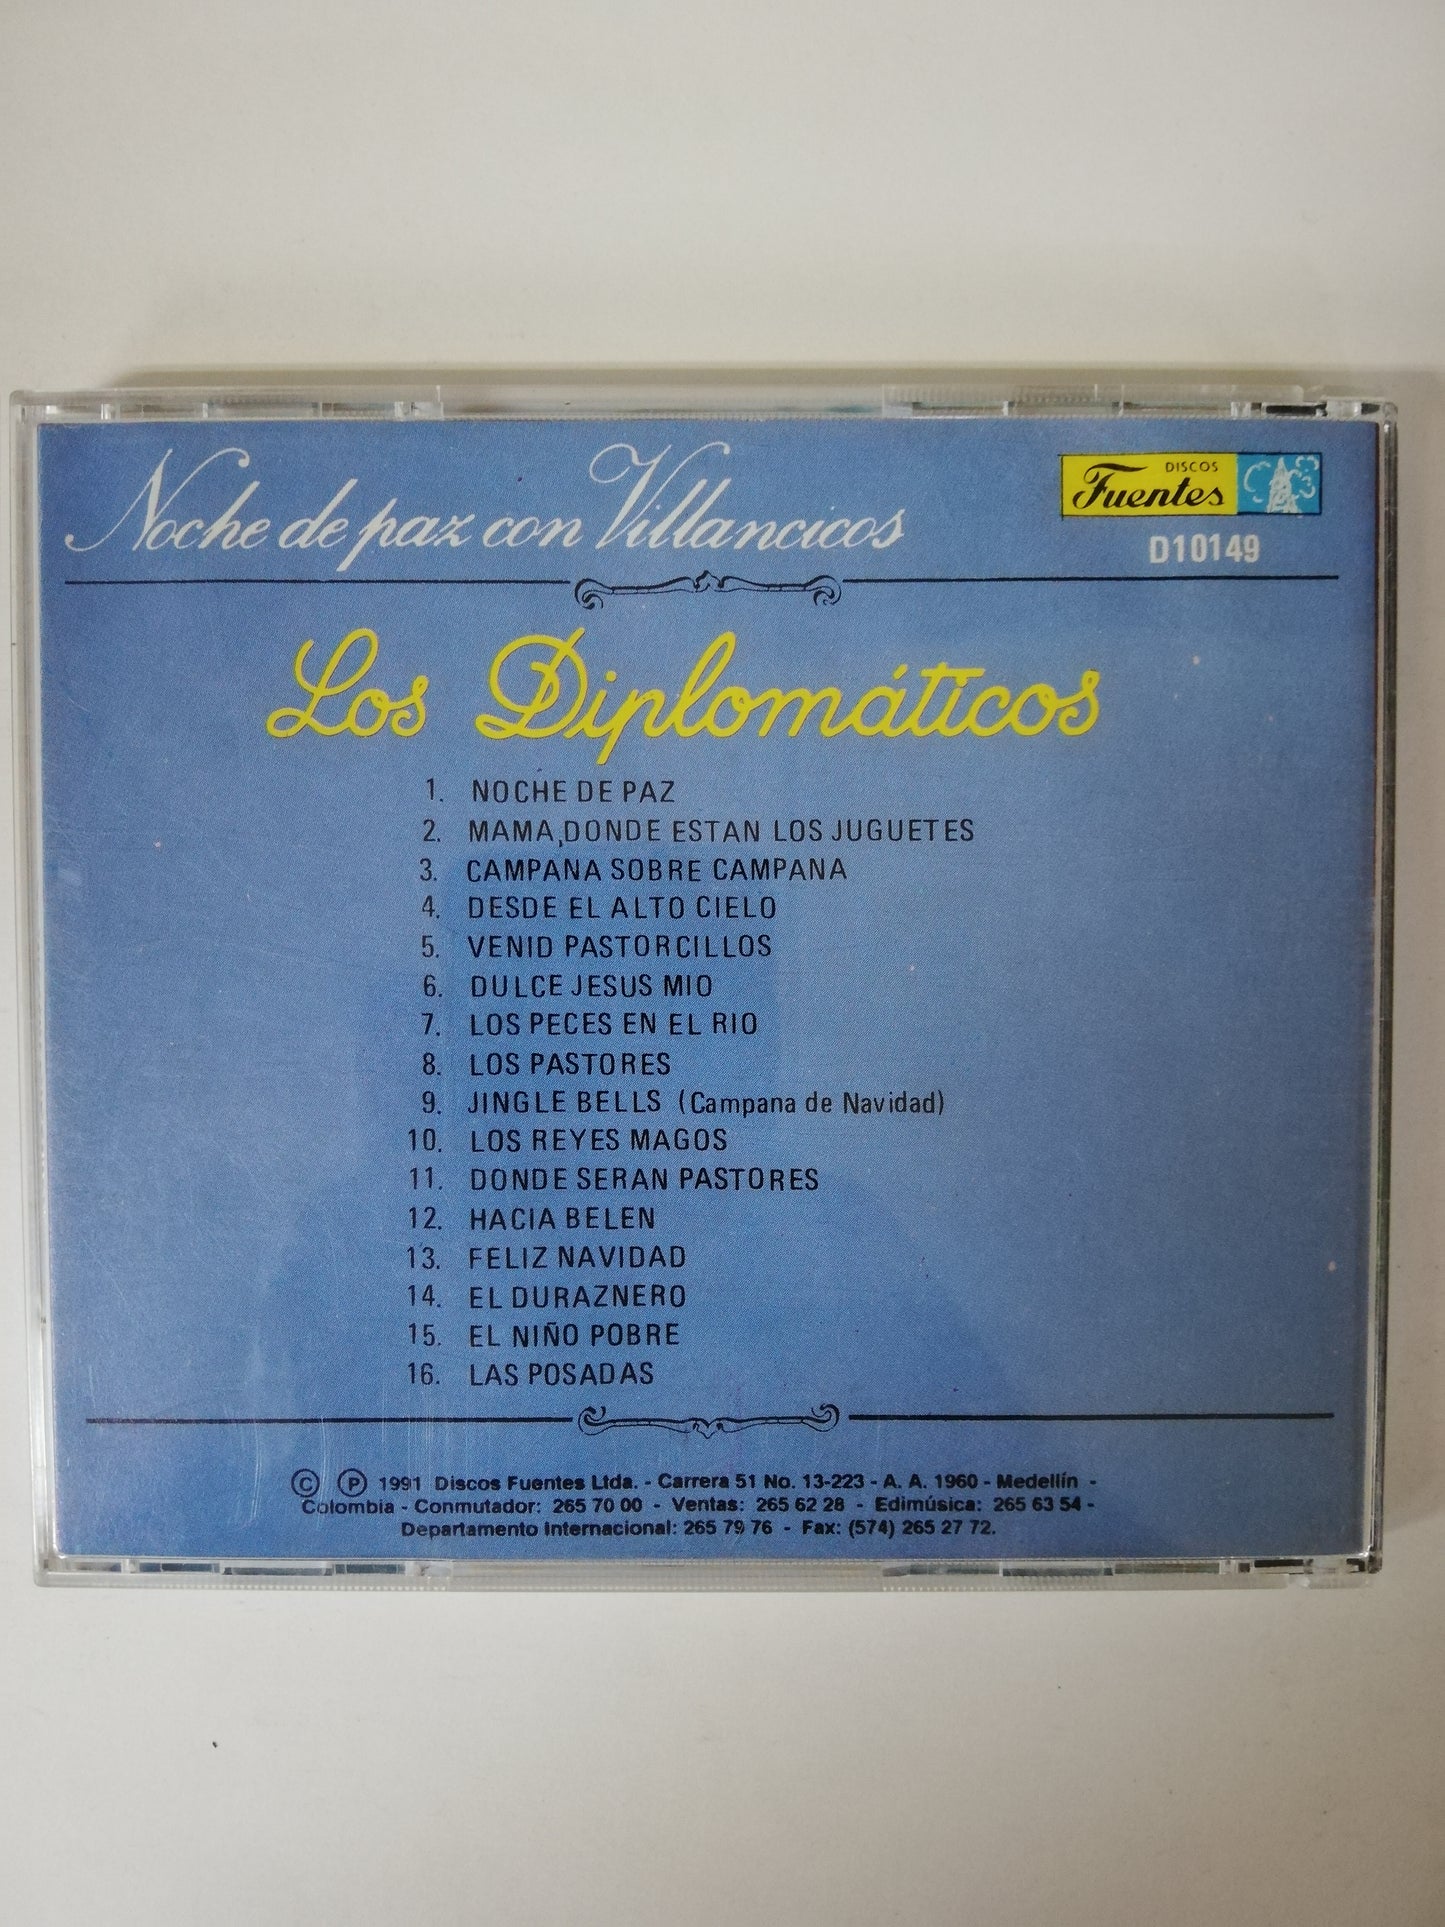 Noche de paz con Villancicos
DISCOS
Fuentes
D10149
Los Diplomáticos
1. NOCHE DE PAZ
2. MAMA, DONDE ESTAN LOS JUGUETES
3. CAMPANA SOBRE CAMPANA
4. DESDE EL ALTO CIELO
5. VENID PASTORCILLOS
6. DULCE JESUS MIO
7. LOS PECES EN EL RIO
8. LOS PASTORES
9. JINGLE BELLS (Campana de Navidad)
10. LOS REYES MAGOS
11. DONDE SERAN PASTORES
12. HACIA BELEN
13. FELIZ NAVIDAD
14. EL DURAZNERO
15. EL NIÑO POBRE
16. LAS POSADAS
© ℗ 1991 Discos Fuentes Ltda. - Carrera 51 No. 13-223 - A. A. 1960 - Medellín -
Colombia - Conmutador: 265 70 00 - Ventas: 265 62 28 - Edimúsica: 265 63 54 -
Departamento Internacional: 265 79 76 - Fax: (574) 265 27 72.